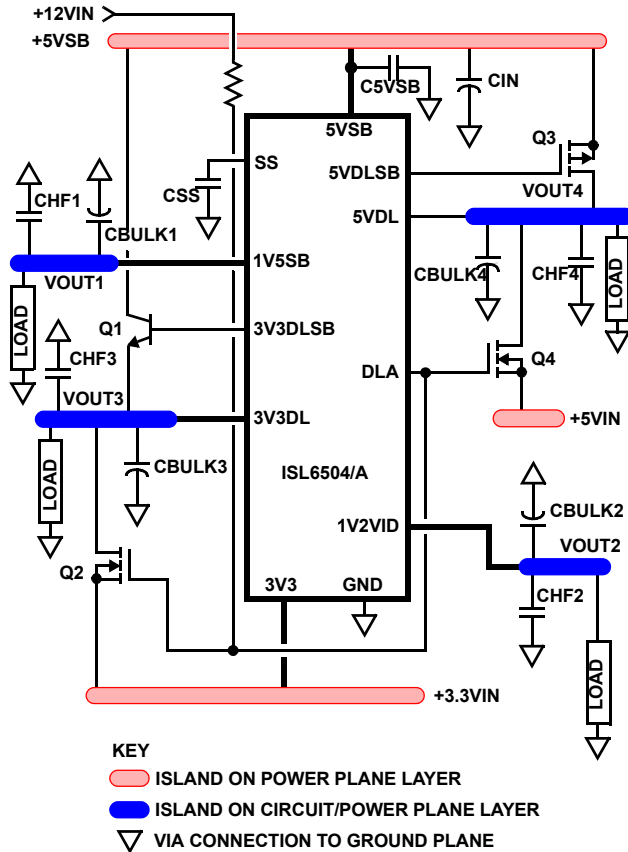 +12VIN
+5VSB
C5VSB
CIN
5VSB
Q3
SS
5VDLSB
VOUT4
CSS
CHF1
5VDL
CBULK1
1V5SB
VOUT1
CBULK4
CHF4
LOAD
LOAD
Q1
3V3DLSB
CHF3
Q4
DLA
VOUT3
3V3DL
+5VIN
CBULK3
ISL6504/A
LOAD
CBULK2
1V2VID
VOUT2
Q2
3V3
GND
CHF2
LOAD
+3.3VIN
KEY
ISLAND ON POWER PLANE LAYER
ISLAND ON CIRCUIT/POWER PLANE LAYER
VIA CONNECTION TO GROUND PLANE